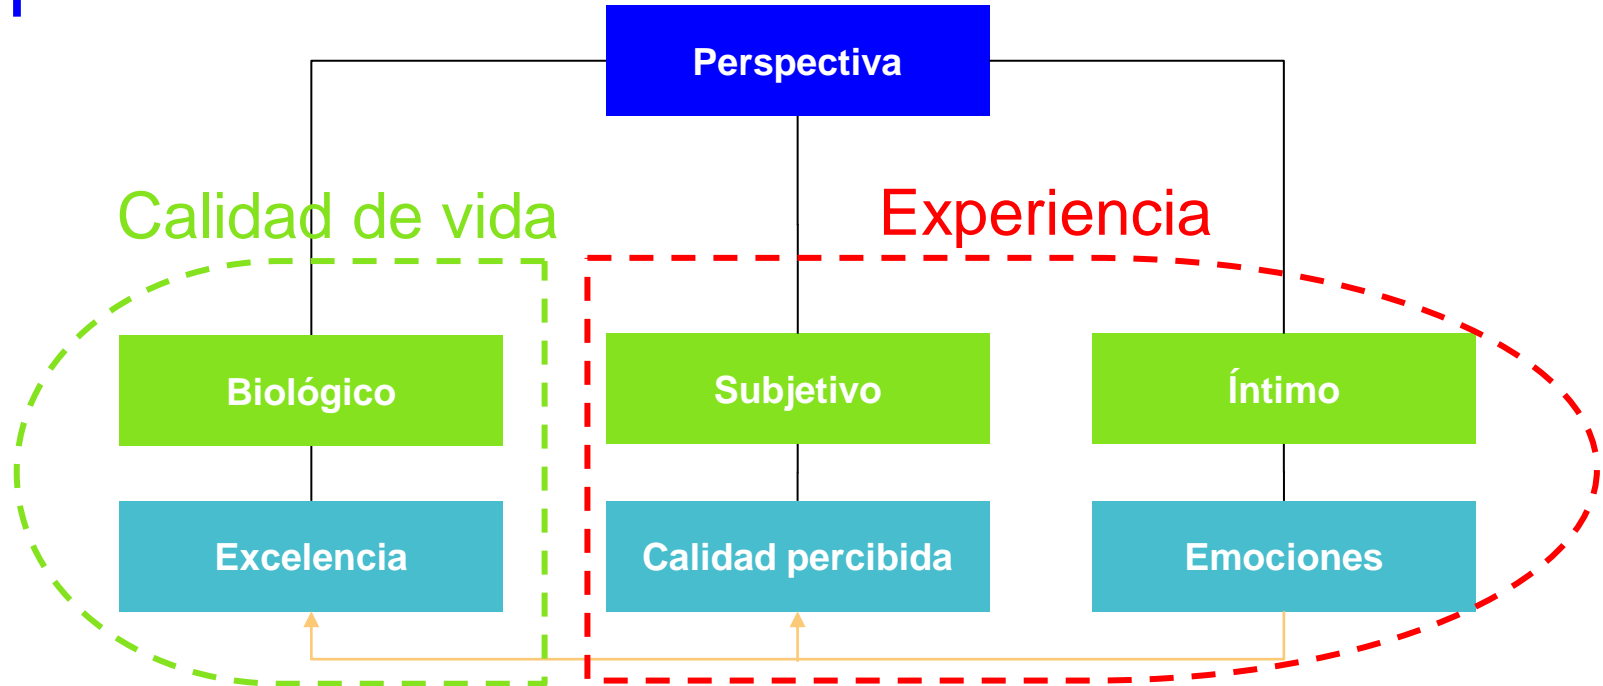 Perspectiva
Calidad de vida
Experiencia
Biológico
Subjetivo
Íntimo
Excelencia
Calidad percibida
Emociones